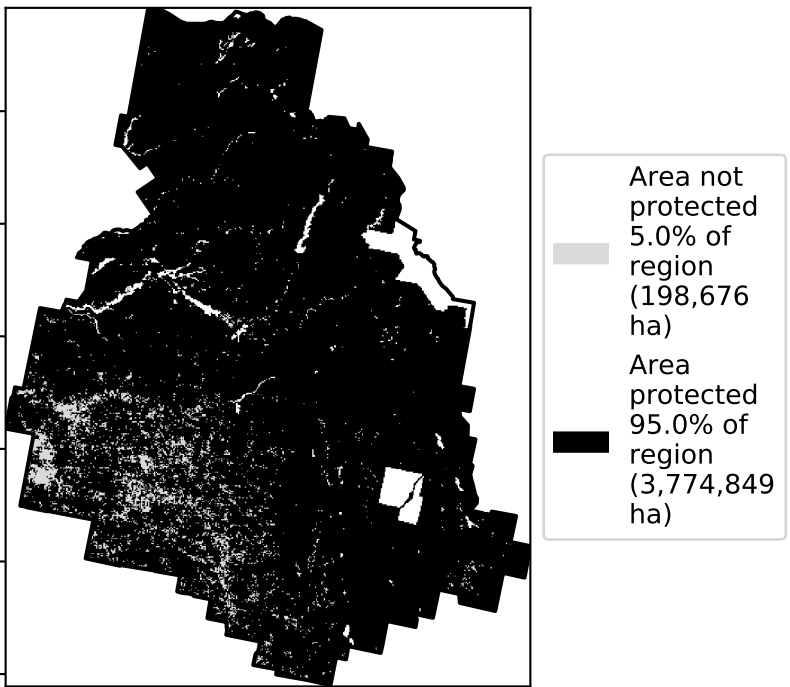 Area not
protected
5.0% of
region
(198,676
ha)
Area
protected
95.0% of
region
(3,774,849
ha)